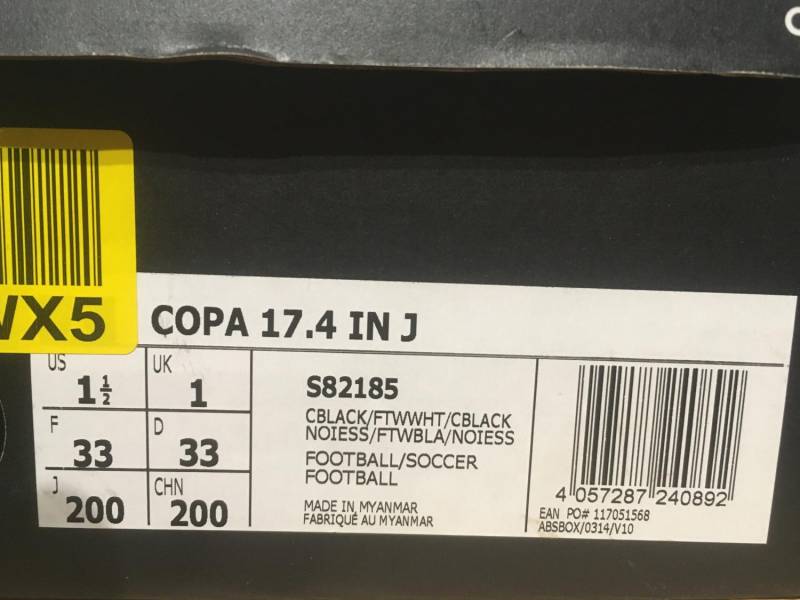 WX5
COPA 17.4 IN J
US
1 1/2
UK
1
F
33
D
33
J
200
CHN
200
S82185
CBLACK/FTWWHT/CBLACK
NOIESS/FTWBLA/NOIESS
FOOTBALL/SOCCER
FOOTBALL
MADE IN MYANMAR
FABRIQUÉ AU MYANMAR
4 057287 240892
EAN PO# 117051568
ABSBOX/0314/V10